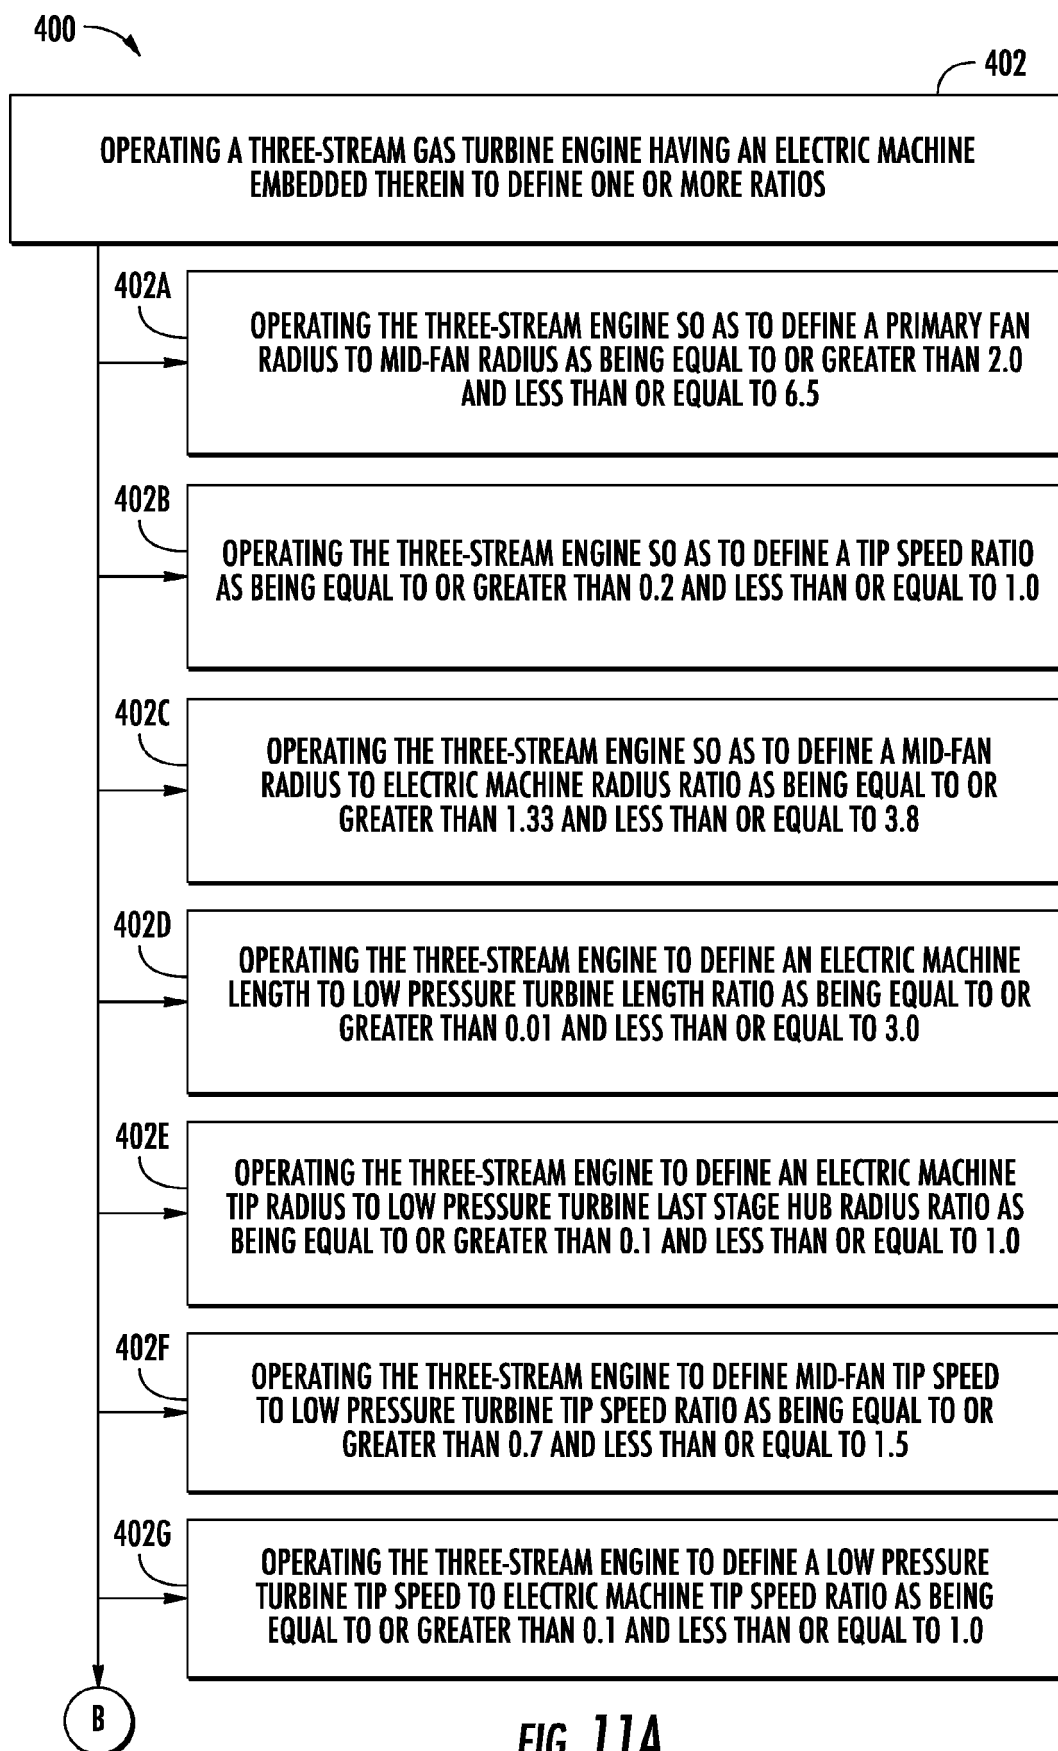 400
402
OPERATING A THREE-STREAM GAS TURBINE ENGINE HAVING AN ELECTRIC MACHINE
EMBEDDED THEREIN TO DEFINE ONE OR MORE RATIOS
402A
OPERATING THE THREE-STREAM ENGINE SO AS TO DEFINE A PRIMARY FAN
RADIUS TO MID-FAN RADIUS AS BEING EQUAL TO OR GREATER THAN 2.0
AND LESS THAN OR EQUAL TO 6.5
402B
OPERATING THE THREE-STREAM ENGINE SO AS TO DEFINE A TIP SPEED RATIO
AS BEING EQUAL TO OR GREATER THAN 0.2 AND LESS THAN OR EQUAL TO 1.0
402C
OPERATING THE THREE-STREAM ENGINE SO AS TO DEFINE A MID-FAN
RADIUS TO ELECTRIC MACHINE RADIUS RATIO AS BEING EQUAL TO OR
GREATER THAN 1.33 AND LESS THAN OR EQUAL TO 3.8
402D
OPERATING THE THREE-STREAM ENGINE TO DEFINE AN ELECTRIC MACHINE
LENGTH TO LOW PRESSURE TURBINE LENGTH RATIO AS BEING EQUAL TO OR
GREATER THAN 0.01 AND LESS THAN OR EQUAL TO 3.0
402E
OPERATING THE THREE-STREAM ENGINE TO DEFINE AN ELECTRIC MACHINE
TIP RADIUS TO LOW PRESSURE TURBINE LAST STAGE HUB RADIUS RATIO AS
BEING EQUAL TO OR GREATER THAN 0.1 AND LESS THAN OR EQUAL TO 1.0
402F
OPERATING THE THREE-STREAM ENGINE TO DEFINE MID-FAN TIP SPEED
TO LOW PRESSURE TURBINE TIP SPEED RATIO AS BEING EQUAL TO OR
GREATER THAN 0.7 AND LESS THAN OR EQUAL TO 1.5
402G
OPERATING THE THREE-STREAM ENGINE TO DEFINE A LOW PRESSURE
TURBINE TIP SPEED TO ELECTRIC MACHINE TIP SPEED RATIO AS BEING
EQUAL TO OR GREATER THAN 0.1 AND LESS THAN OR EQUAL TO 1.0
B
FIG. 11A